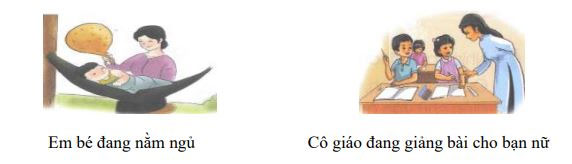 Em bé đang nằm ngủ
Cô giáo đang giảng bài cho bạn nữ